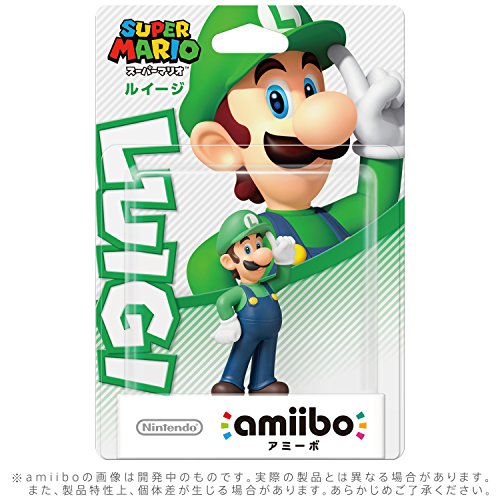 SUPER
MARIO
スーパーマリオ™
ルイージ
LUIGI
L
L
Nintendo
amiibo
アミーボ
※amiiboの画像は開発中のものです。実際の製品とは異なる場合があります。
また、製品特性上、個体差が生じる場合があります。あらかじめご了承ください。